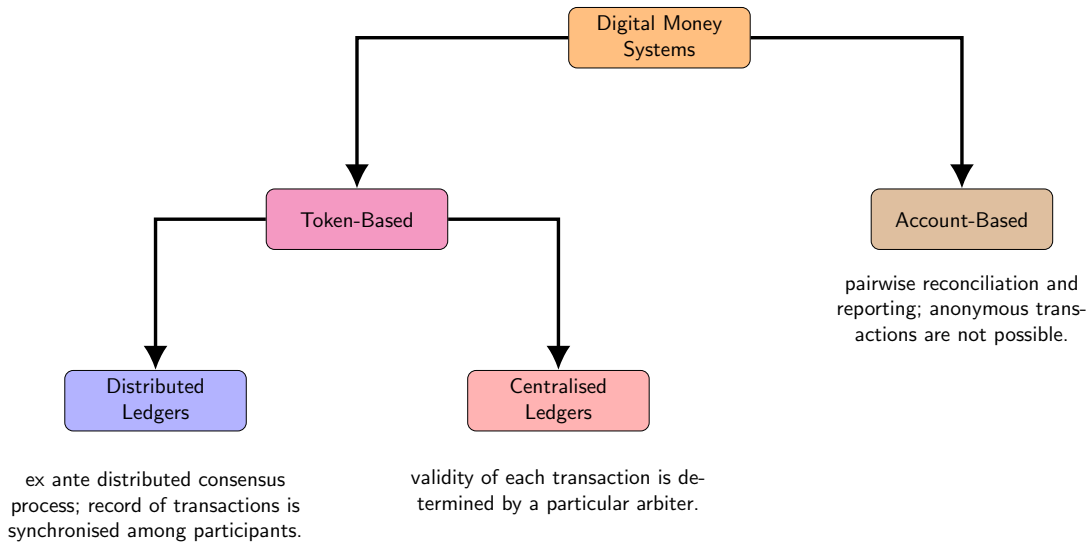 Digital Money
Systems
Token-Based
Account-Based
pairwise reconciliation and
reporting; anonymous trans-
actions are not possible.
Distributed
Ledgers
Centralised
Ledgers
ex ante distributed consensus
process; record of transactions is
synchronised among participants.
validity of each transaction is de-
termined by a particular arbiter.